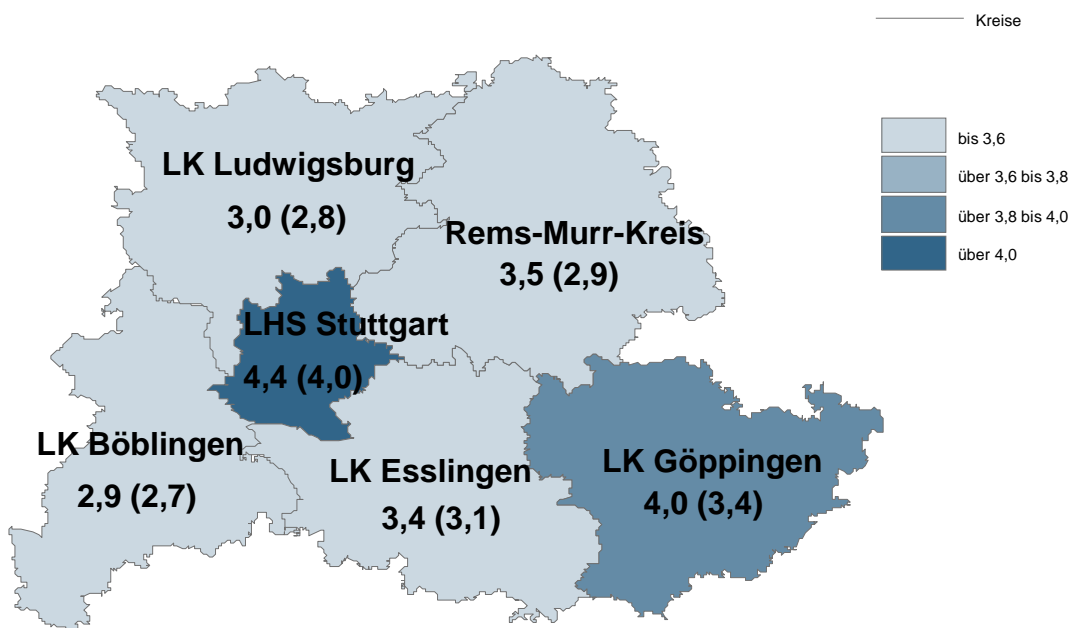 Kreise
bis 3,6
über 3,6 bis 3,8
über 3,8 bis 4,0
über 4,0
LK Ludwigsburg
3,0 (2,8)
Rems-Murr-Kreis
3,5 (2,9)
LHS Stuttgart
4,4 (4,0)
LK Böblingen
2,9 (2,7)
LK Esslingen
3,4 (3,1)
LK Göppingen
4,0 (3,4)